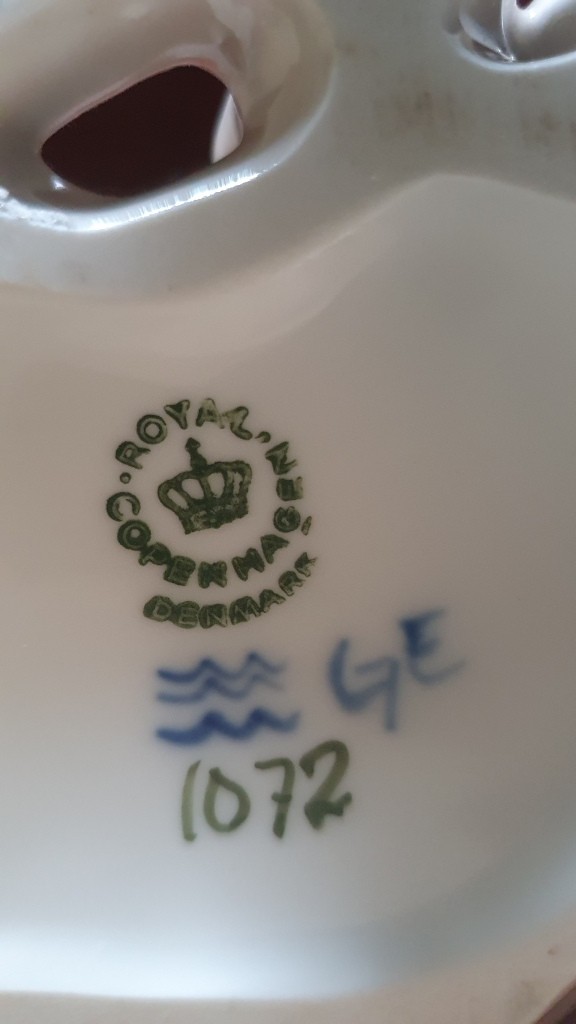 ROYAL
COPENHAGEN
DENMARK
GE
1072